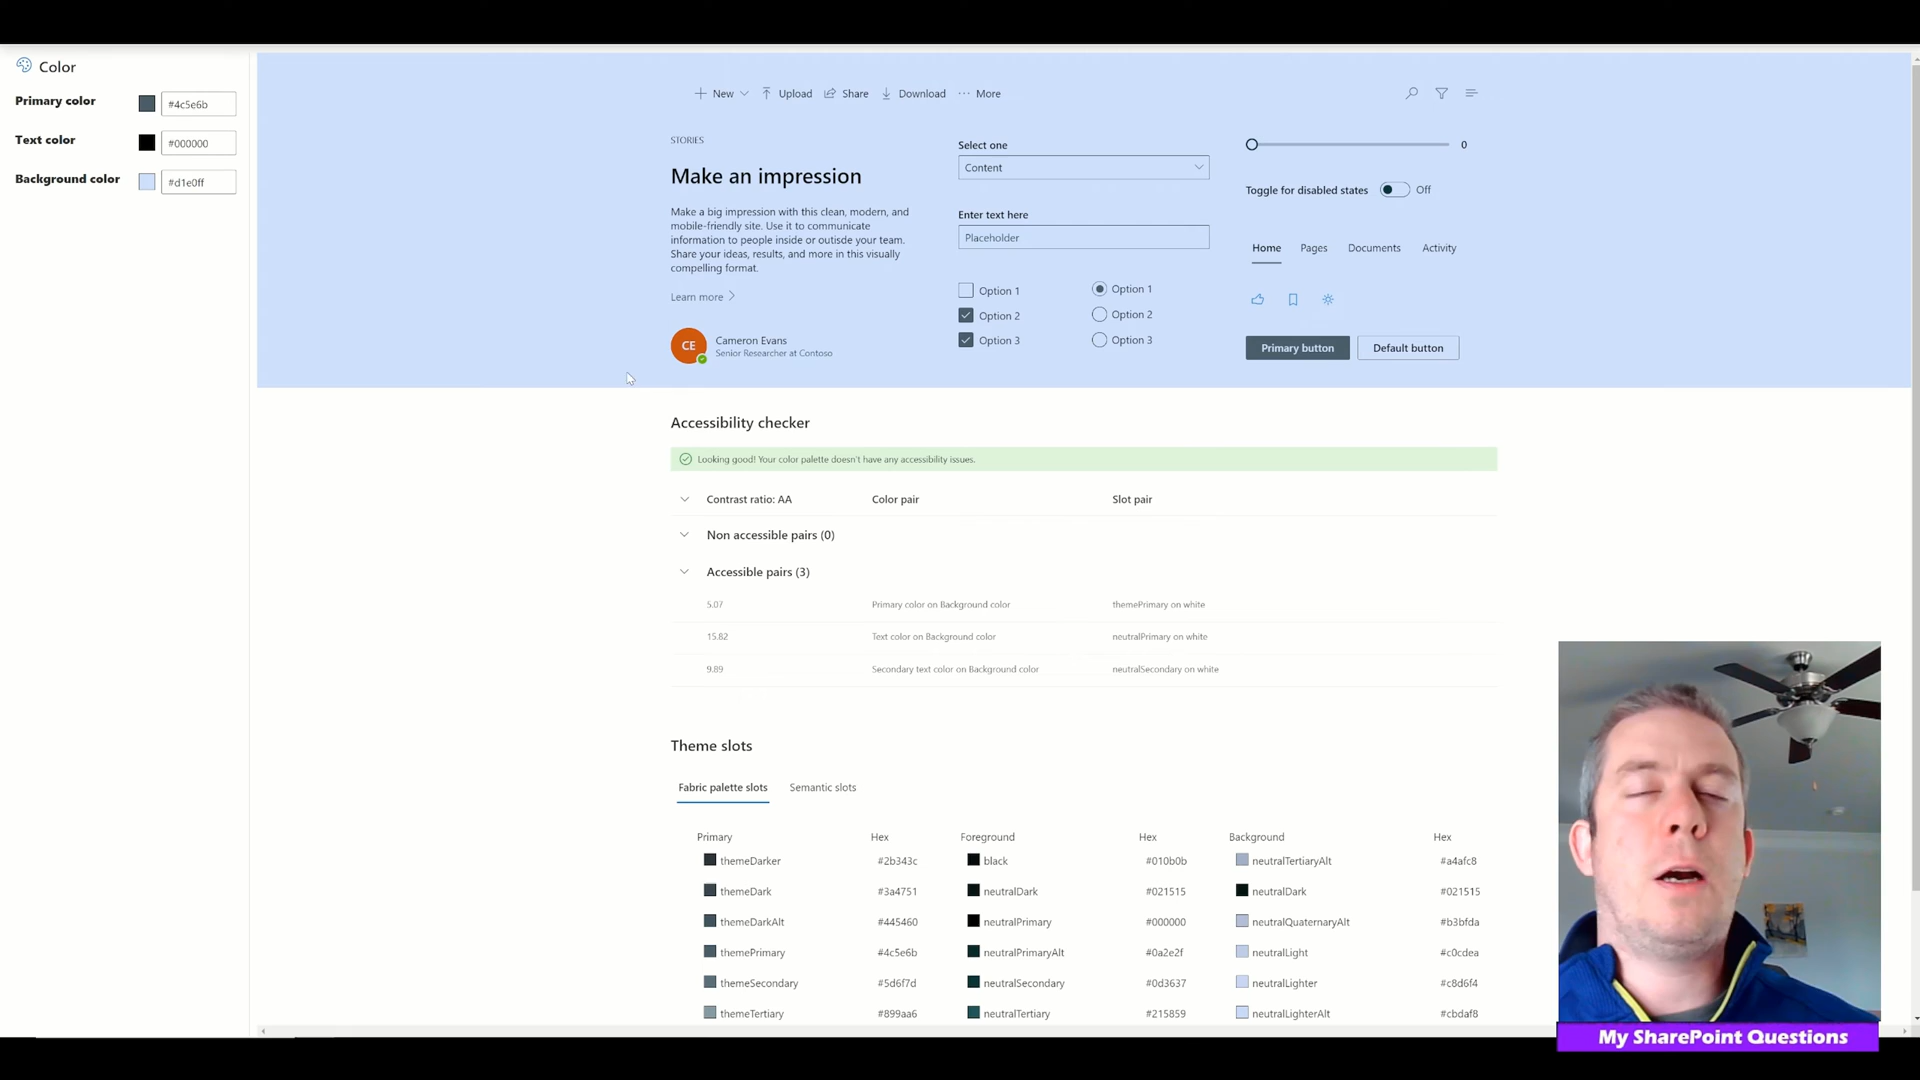 Color
Primary color #4c5e6b
Text color #000000
Background color #d1e0ff
New Upload Share Download More
STORIES
Make an impression
Make a big impression with this clean, modern, and
mobile-friendly site. Use it to communicate
information to people inside or outisde your team.
Share your ideas, results, and more in this visually
compelling format.
Learn more
CE
Cameron Evans
Senior Researcher at Contoso
Select one
Content
Enter text here
Placeholder
Option 1 Option 1
Option 2 Option 2
Option 3 Option 3
0
Toggle for disabled states Off
Home Pages Documents Activity
Primary button Default button
Accessibility checker
Looking good! Your color palette doesn't have any accessibility issues.
Contrast ratio: AA Color pair Slot pair
Non accessible pairs (0)
Accessible pairs (3)
5.07 Primary color on Background color themePrimary on white
15.82 Text color on Background color neutralPrimary on white
9.89 Secondary text color on Background color neutralSecondary on white
Theme slots
Fabric palette slots Semantic slots
Primary Hex Foreground Hex Background Hex
themeDarker #2b343c black #010b0b neutralTertiaryAlt #a4afc8
themeDark #3a4751 neutralDark #021515 neutralDark #021515
themeDarkAlt #445460 neutralPrimary #000000 neutralQuaternaryAlt #b3bfda
themePrimary #4c5e6b neutralPrimaryAlt #0a2e2f neutralLight #c0cdea
themeSecondary #5d6f7d neutralSecondary #0d3637 neutralLighter #c8d6f4
themeTertiary #899aa6 neutralTertiary #215859 neutralLighterAlt #cbdaf8
My SharePoint Questions